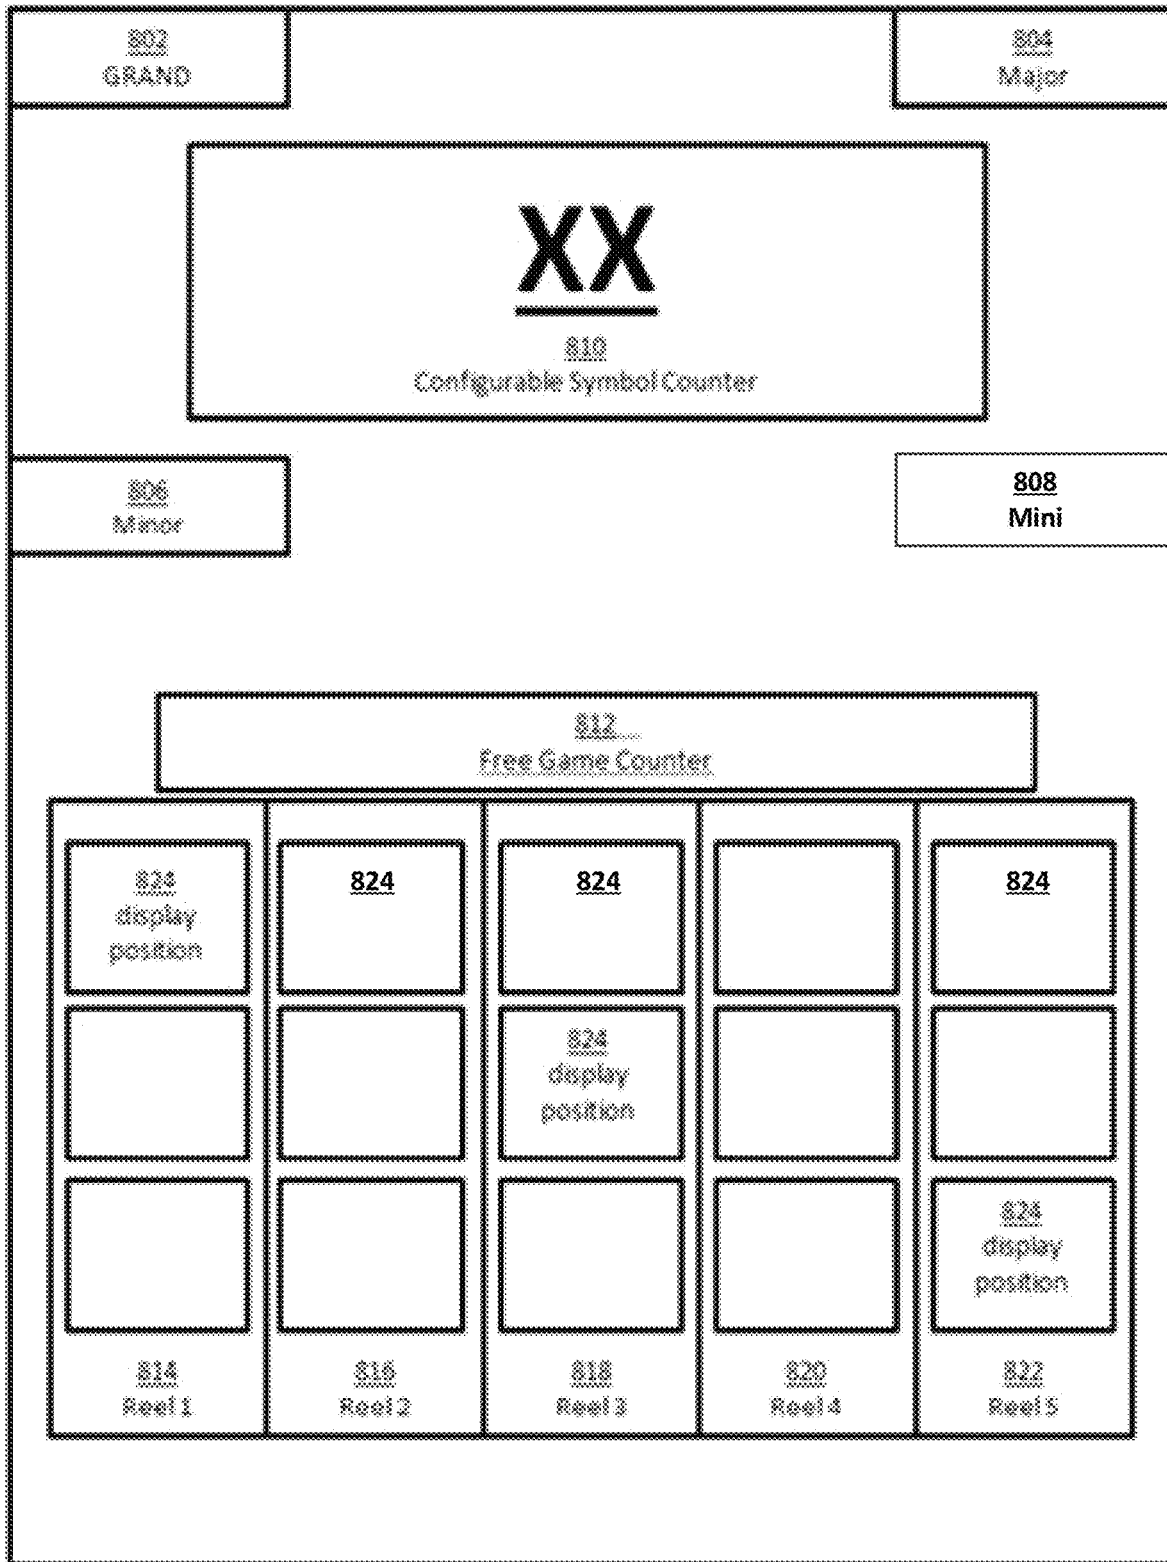 802
GRAND
804
Major
XX
810
Configurable Symbol Counter
806
Minor
808
Mini
812
Free Game Counter
824
display
position
824
824
824
824
display
position
824
display
position
814
Reel 1
816
Reel 2
818
Reel 3
820
Reel 4
822
Reel 5